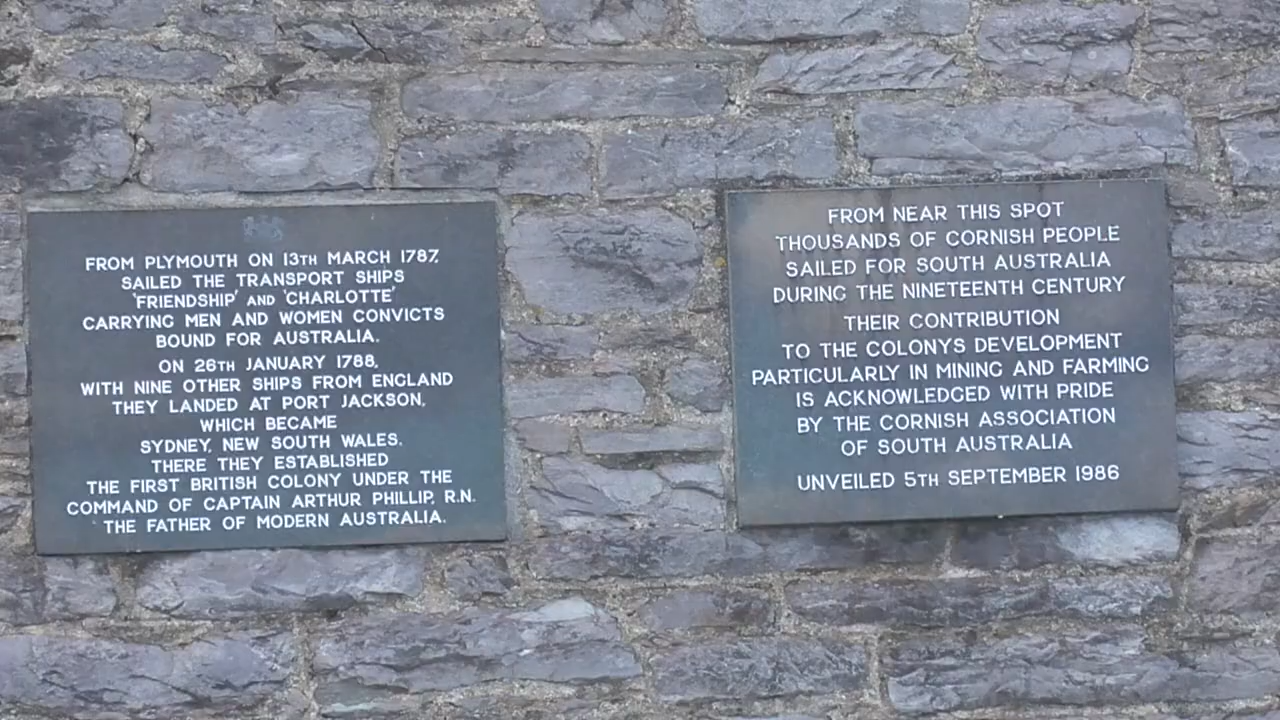 FROM PLYMOUTH ON 13TH MARCH 1787,
SAILED THE TRANSPORT SHIPS
'FRIENDSHIP' AND 'CHARLOTTE'
CARRYING MEN AND WOMEN CONVICTS
BOUND FOR AUSTRALIA.
ON 26TH JANUARY 1788,
WITH NINE OTHER SHIPS FROM ENGLAND
THEY LANDED AT PORT JACKSON,
WHICH BECAME
SYDNEY, NEW SOUTH WALES.
THERE THEY ESTABLISHED
THE FIRST BRITISH COLONY UNDER THE
COMMAND OF CAPTAIN ARTHUR PHILLIP, R.N.
THE FATHER OF MODERN AUSTRALIA.
FROM NEAR THIS SPOT
THOUSANDS OF CORNISH PEOPLE
SAILED FOR SOUTH AUSTRALIA
DURING THE NINETEENTH CENTURY
THEIR CONTRIBUTION
TO THE COLONYS DEVELOPMENT
PARTICULARLY IN MINING AND FARMING
IS ACKNOWLEDGED WITH PRIDE
BY THE CORNISH ASSOCIATION
OF SOUTH AUSTRALIA
UNVEILED 5TH SEPTEMBER 1986